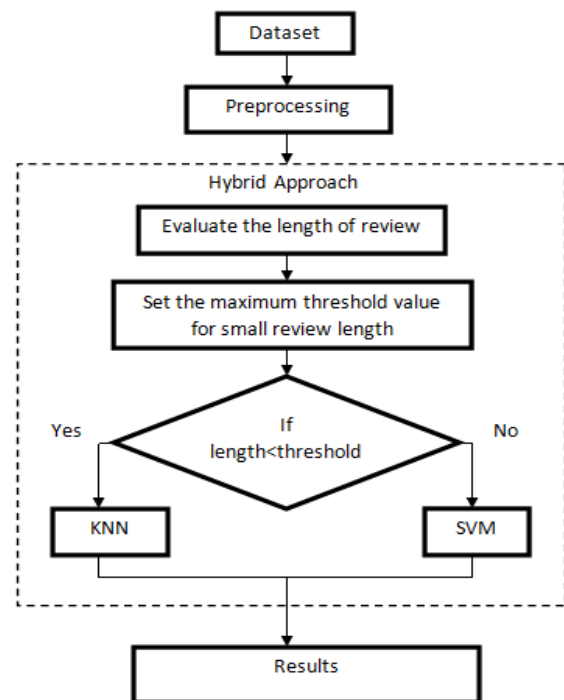 Dataset
Preprocessing
Hybrid Approach
Evaluate the length of review
Set the maximum threshold value
for small review length
If
length<threshold
Yes
No
KNN
SVM
Results